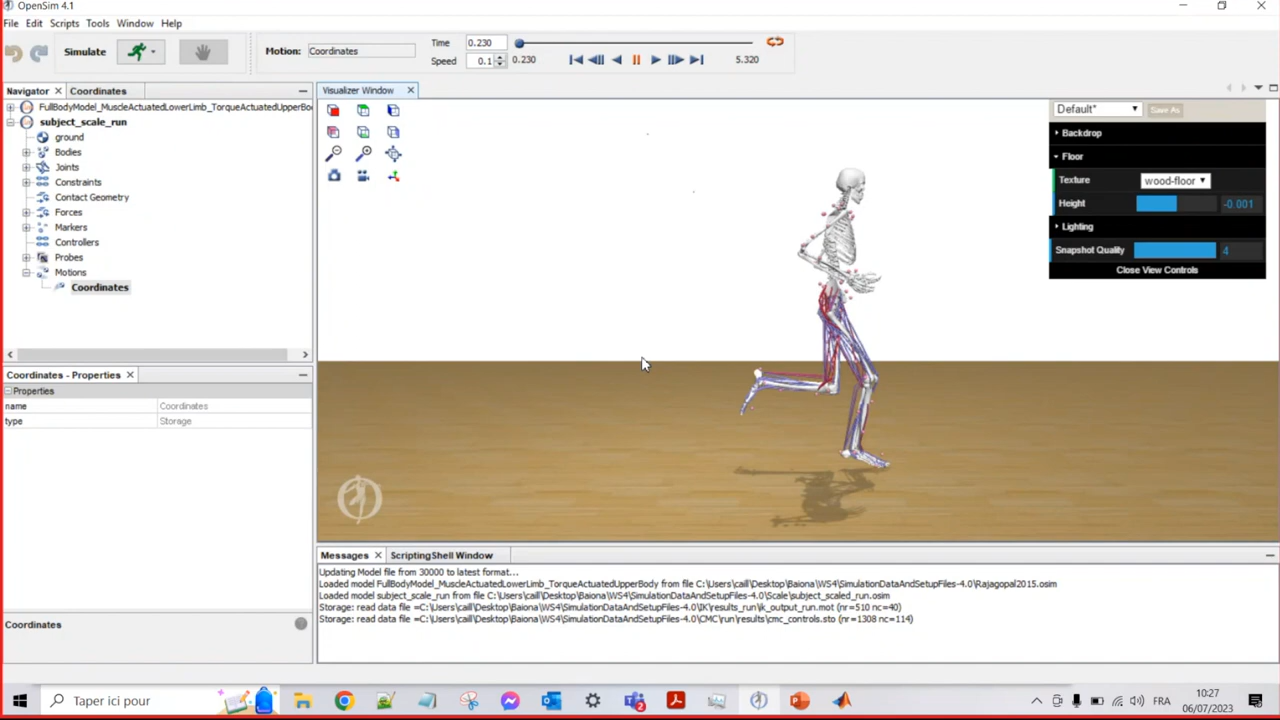 OpenSim 4.1
File Edit Scripts Tools Window Help
Simulate
Motion: Coordinates
Time 0.230
Speed 0.1 0.230 5.320
Navigator Coordinates
FullBodyModel_MuscleActuatedLowerLimb_TorqueActuatedUpperBo
subject_scale_run
ground
Bodies
Joints
Constraints
Contact Geometry
Forces
Markers
Controllers
Probes
Motions
Coordinates
Coordinates - Properties
Properties
name Coordinates
type Storage
Coordinates
Visualizer Window
Default*
Save As
Backdrop
Floor
Texture wood-floor
Height -0.001
Lighting
Snapshot Quality 4
Close View Controls
Messages ScriptingShell Window
Updating Model file from 30000 to latest format...
Loaded model FullBodyModel_MuscleActuatedLowerLimb_TorqueActuatedUpperBody from file C:\Users\caill\Desktop\Baiona\WS4\SimulationDataAndSetupFiles-4.0\Rajagopal2015.osim
Loaded model subject_scale_run from file C:\Users\caill\Desktop\Baiona\WS4\SimulationDataAndSetupFiles-4.0\Scale\subject_scaled_run.osim
Storage: read data file =C:\Users\caill\Desktop\Baiona\WS4\SimulationDataAndSetupFiles-4.0\IK\results_run\ik_output_run.mot (nr=510 nc=40)
Storage: read data file =C:\Users\caill\Desktop\Baiona\WS4\SimulationDataAndSetupFiles-4.0\CMC\run\results\cmc_controls.sto (nr=1308 nc=114)
Taper ici pour
2
FRA
10:27
06/07/2023